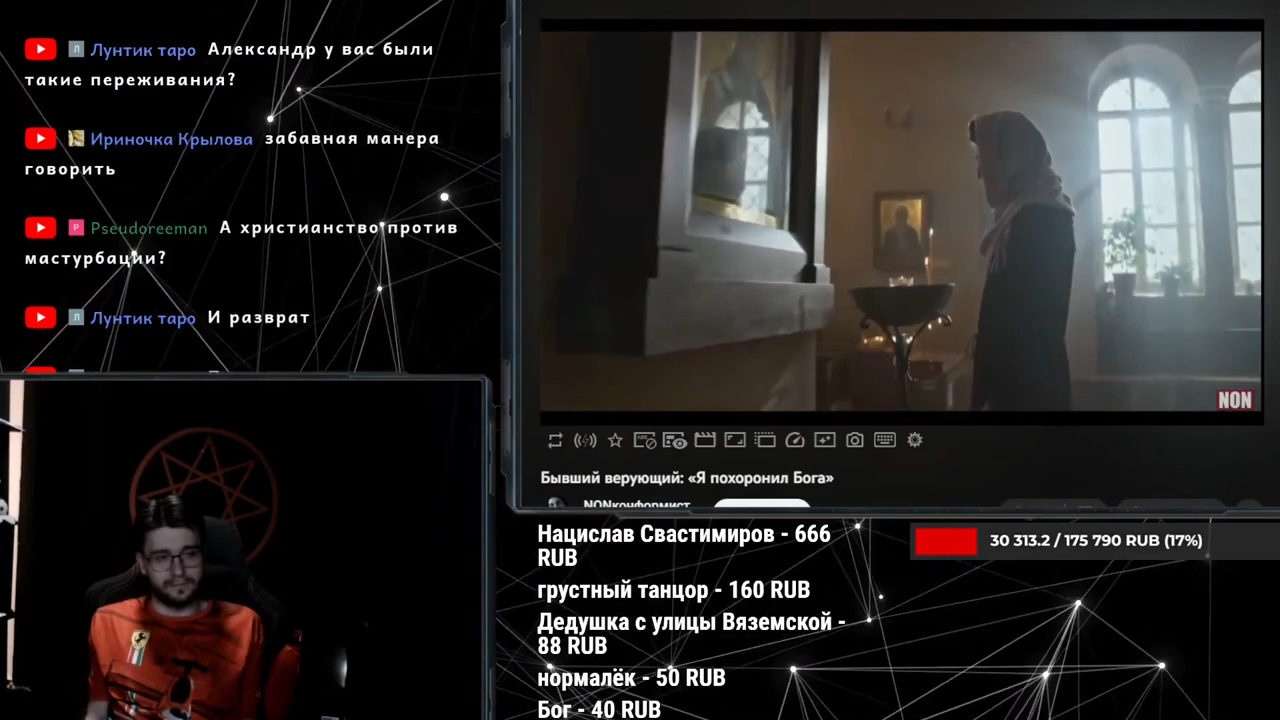 Лунтик таро Александр у вас были
такие переживания?
Ириночка Крылова забавная манера
говорить
Pseudoreeman А христианство против
мастурбации?
Лунтик таро И разврат
NON
Бывший верующий: «Я похоронил Бога»
NONконформист
Нацислав Свастимиров - 666
RUB
грустный танцор - 160 RUB
Дедушка с улицы Вяземской -
88 RUB
нормалёк - 50 RUB
Бог - 40 RUB
30 313.2 / 175 790 RUB (17%)